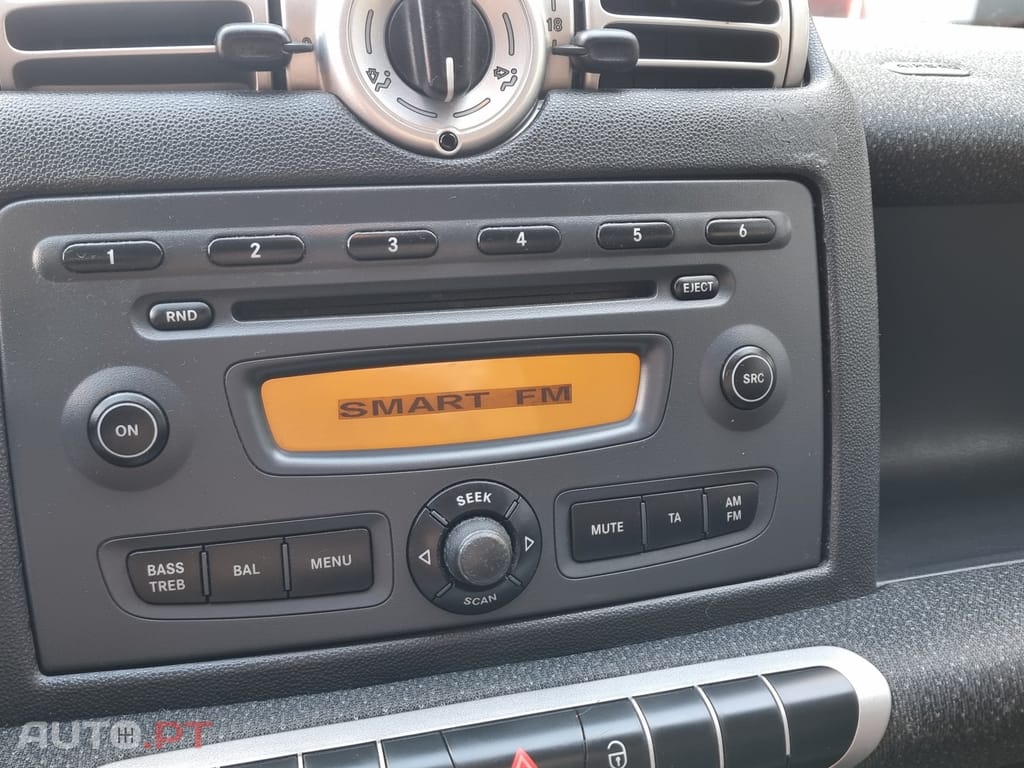 18
1 2 3 4 5 6
RND EJECT
ON SMART FM SRC
SEEK
BASS
TREB
BAL
MENU
SCAN
MUTE
TA
AM
FM
AUTO.PT